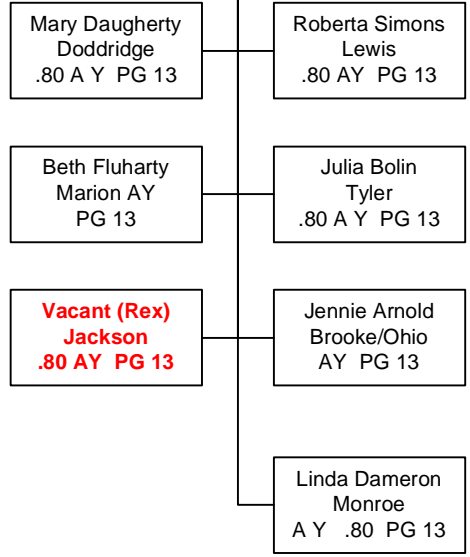 Mary Daugherty
Doddridge
.80 A Y  PG 13
Roberta Simons
Lewis
.80 AY  PG 13
Beth Fluharty
Marion AY
PG 13
Julia Bolin
Tyler
.80 A Y  PG 13
Vacant (Rex)
Jackson
.80 AY  PG 13
Jennie Arnold
Brooke/Ohio
AY  PG 13
Linda Dameron
Monroe
A Y   .80  PG 13